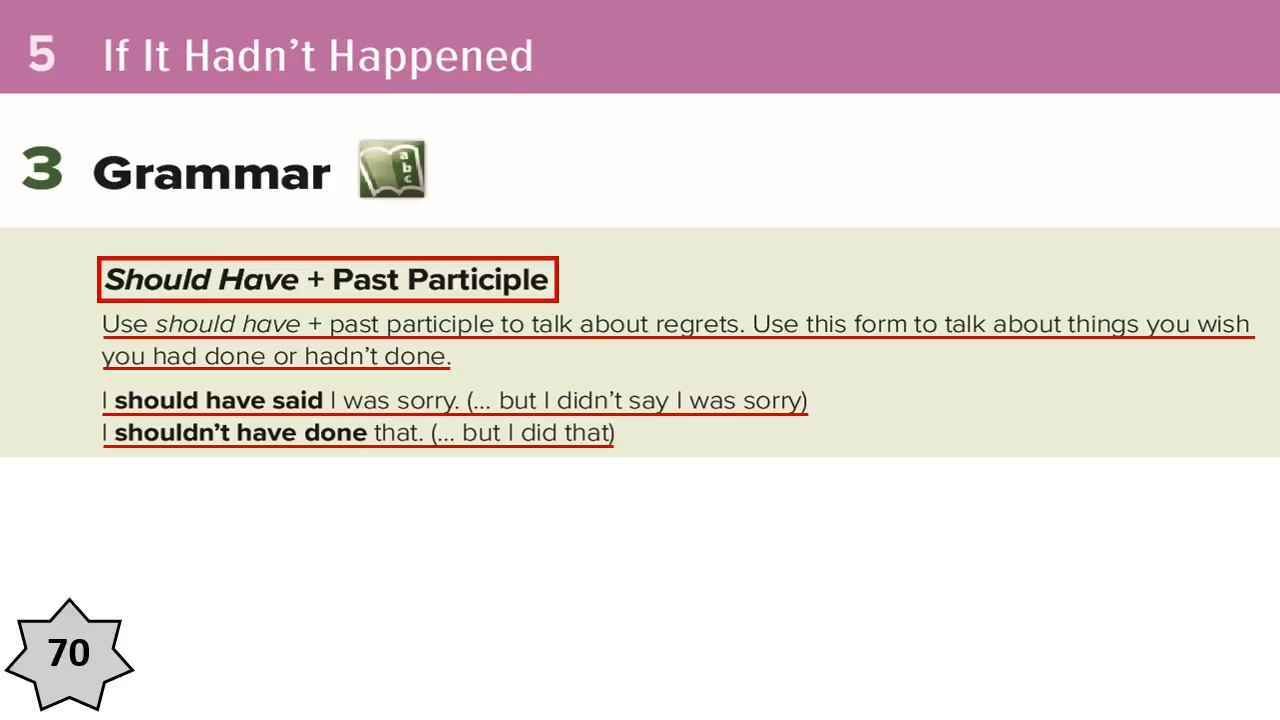 5 If It Hadn't Happened
3 Grammar
a
b
c
Should Have + Past Participle
Use should have + past participle to talk about regrets. Use this form to talk about things you wish
you had done or hadn't done.
I should have said I was sorry. (... but I didn't say I was sorry)
I shouldn't have done that. (... but I did that)
70